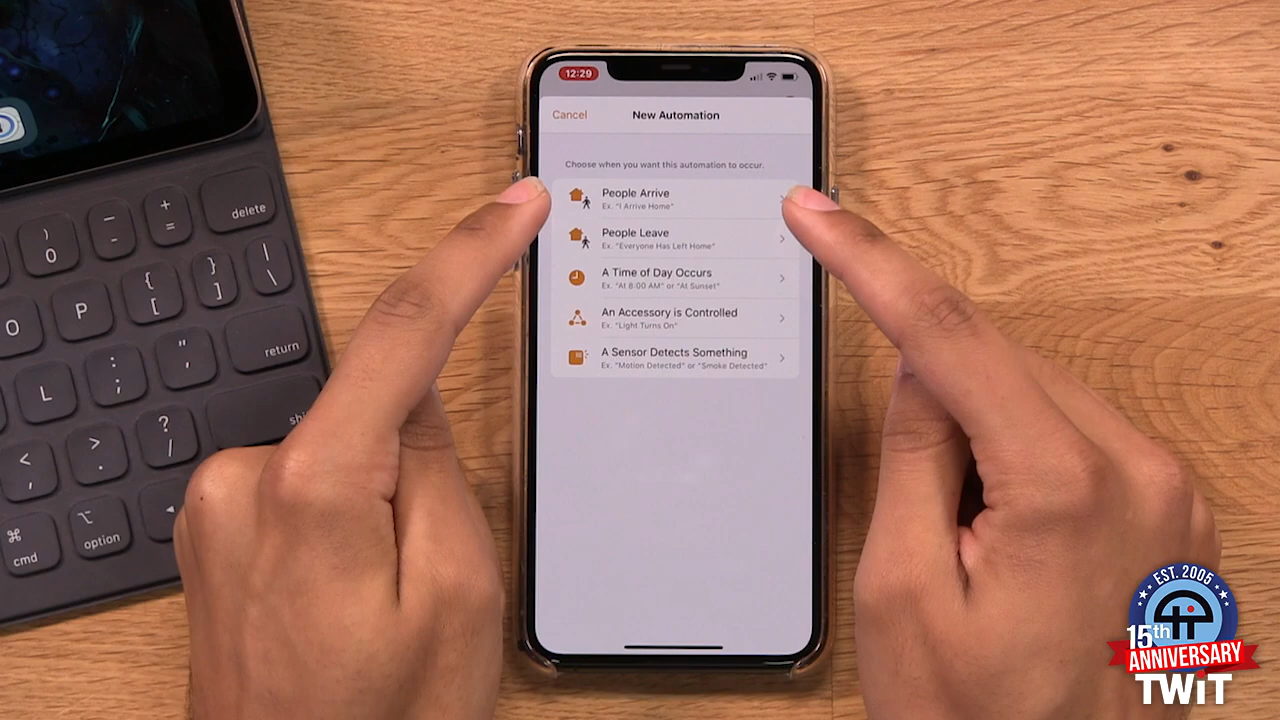 12:29
Cancel
New Automation
Choose when you want this automation to occur.
People Arrive
Ex. "I Arrive Home"
People Leave
Ex. "Everyone Has Left Home"
A Time of Day Occurs
Ex. "At 8:00 AM" or "At Sunset"
An Accessory is Controlled
Ex. "Light Turns On"
A Sensor Detects Something
Ex. "Motion Detected" or "Smoke Detected"
)
0
_
-
+
=
delete
O
P
{
[
}
]
|
\
L
:
;
"
'
return
<
,
>
.
?
/
⌘
cmd
⌥
option
◄
EST. 2005
15th
ANNIVERSARY
TWiT